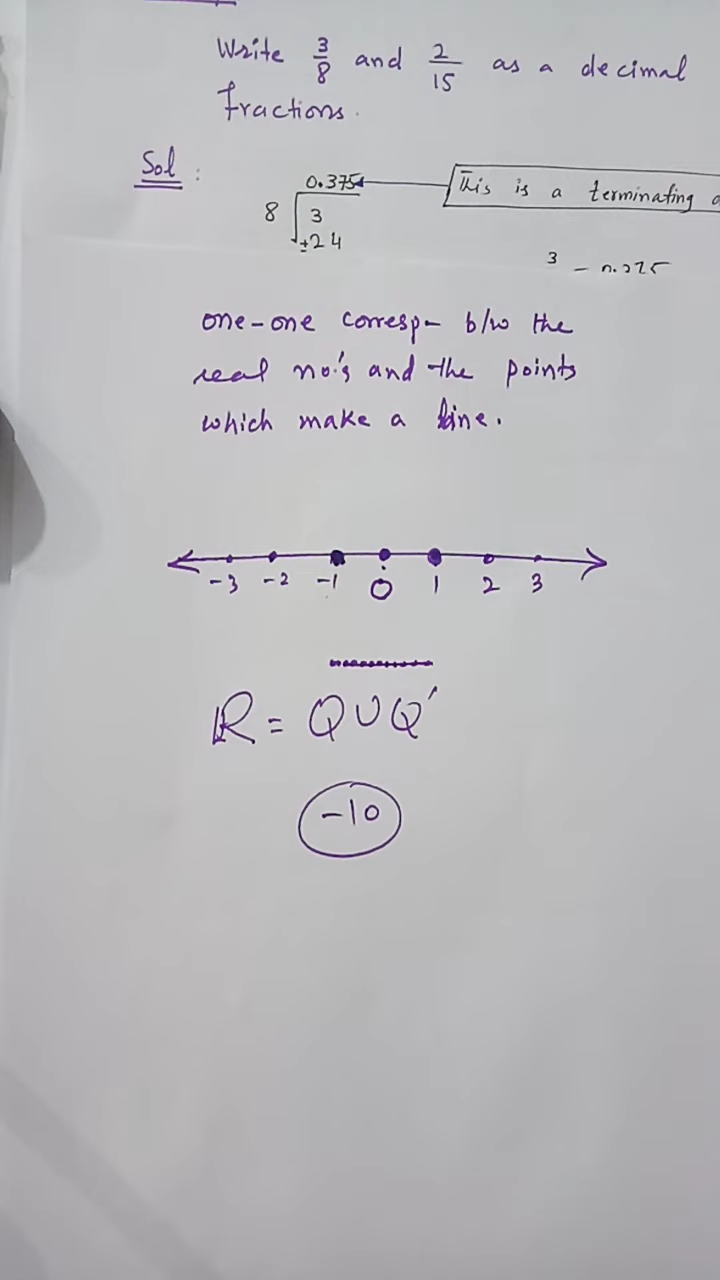 Write 3/8 and 2/15 as a decimal
fractions.
Sol :
0.375
This is a terminating
8 3
24
3 -
one-one corresp- b/w the
real no's and the points
which make a line.
-3 -2 -1 0 1 2 3
R = Q U Q'
-10